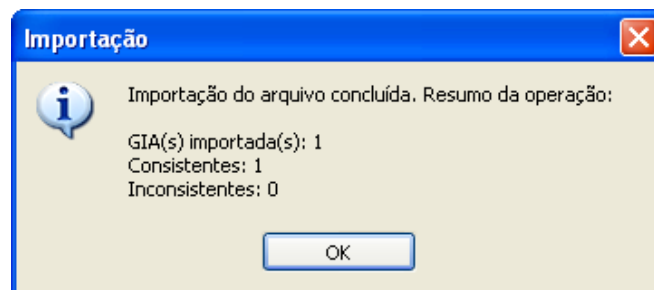 Importação
Importação do arquivo concluída. Resumo da operação:
GIA(s) importada(s): 1
Consistentes: 1
Inconsistentes: 0
OK